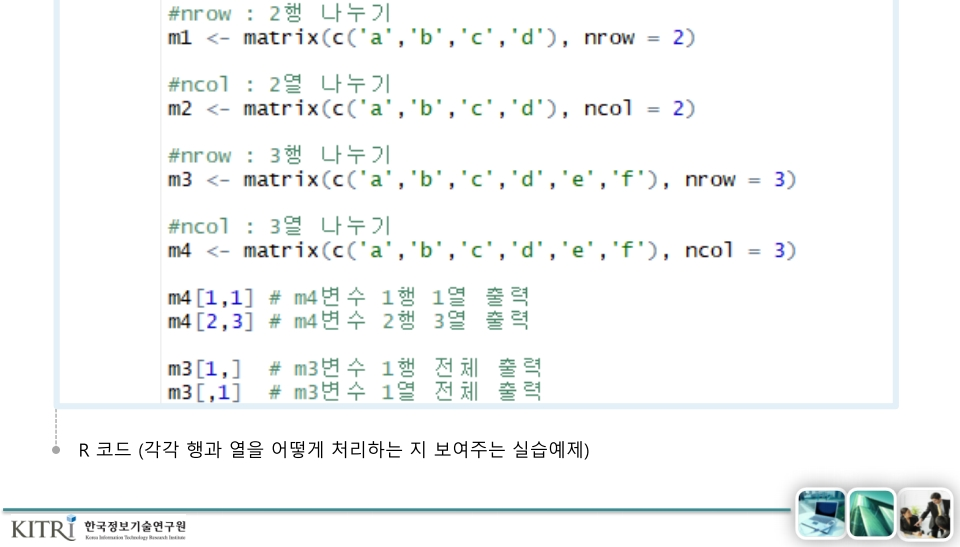 #nrow : 2행 나누기
m1 <- matrix(c('a','b','c','d'), nrow = 2)
#ncol : 2열 나누기
m2 <- matrix(c('a','b','c','d'), ncol = 2)
#nrow : 3행 나누기
m3 <- matrix(c('a','b','c','d','e','f'), nrow = 3)
#ncol : 3열 나누기
m4 <- matrix(c('a','b','c','d','e','f'), ncol = 3)
m4[1,1] # m4변수 1행 1열 출력
m4[2,3] # m4변수 2행 3열 출력
m3[1,]  # m3변수 1행 전체 출력
m3[,1]  # m3변수 1열 전체 출력
R 코드 (각각 행과 열을 어떻게 처리하는 지 보여주는 실습예제)
KITRI 한국정보기술연구원
Korea Information Technology Research Institute